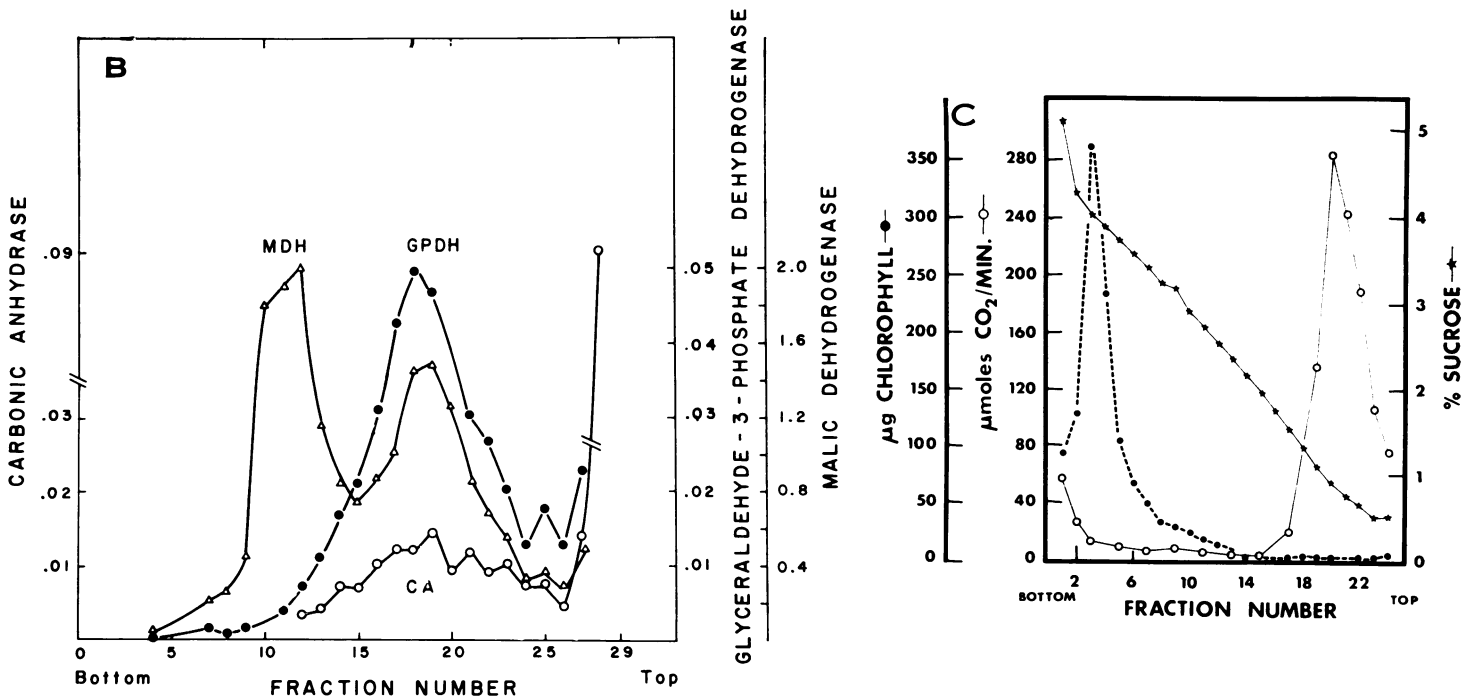 B
CARBONIC ANHYDRASE
.09
.03
.02
.01
MDH
GPDH
CA
0
5
10
15
20
25
29
Bottom
Top
FRACTION NUMBER
.05
.04
.03
.02
.01
GLYCERALDEHYDE-3-PHOSPHATE DEHYDROGENASE
2.0
1.6
1.2
0.8
0.4
MALIC DEHYDROGENASE
C
µg CHLOROPHYLL
350
300
250
200
150
100
50
0
µmoles CO2/MIN.
280
240
200
160
120
80
40
0
2
6
10
14
18
22
BOTTOM
TOP
FRACTION NUMBER
5
4
3
2
1
0
% SUCROSE